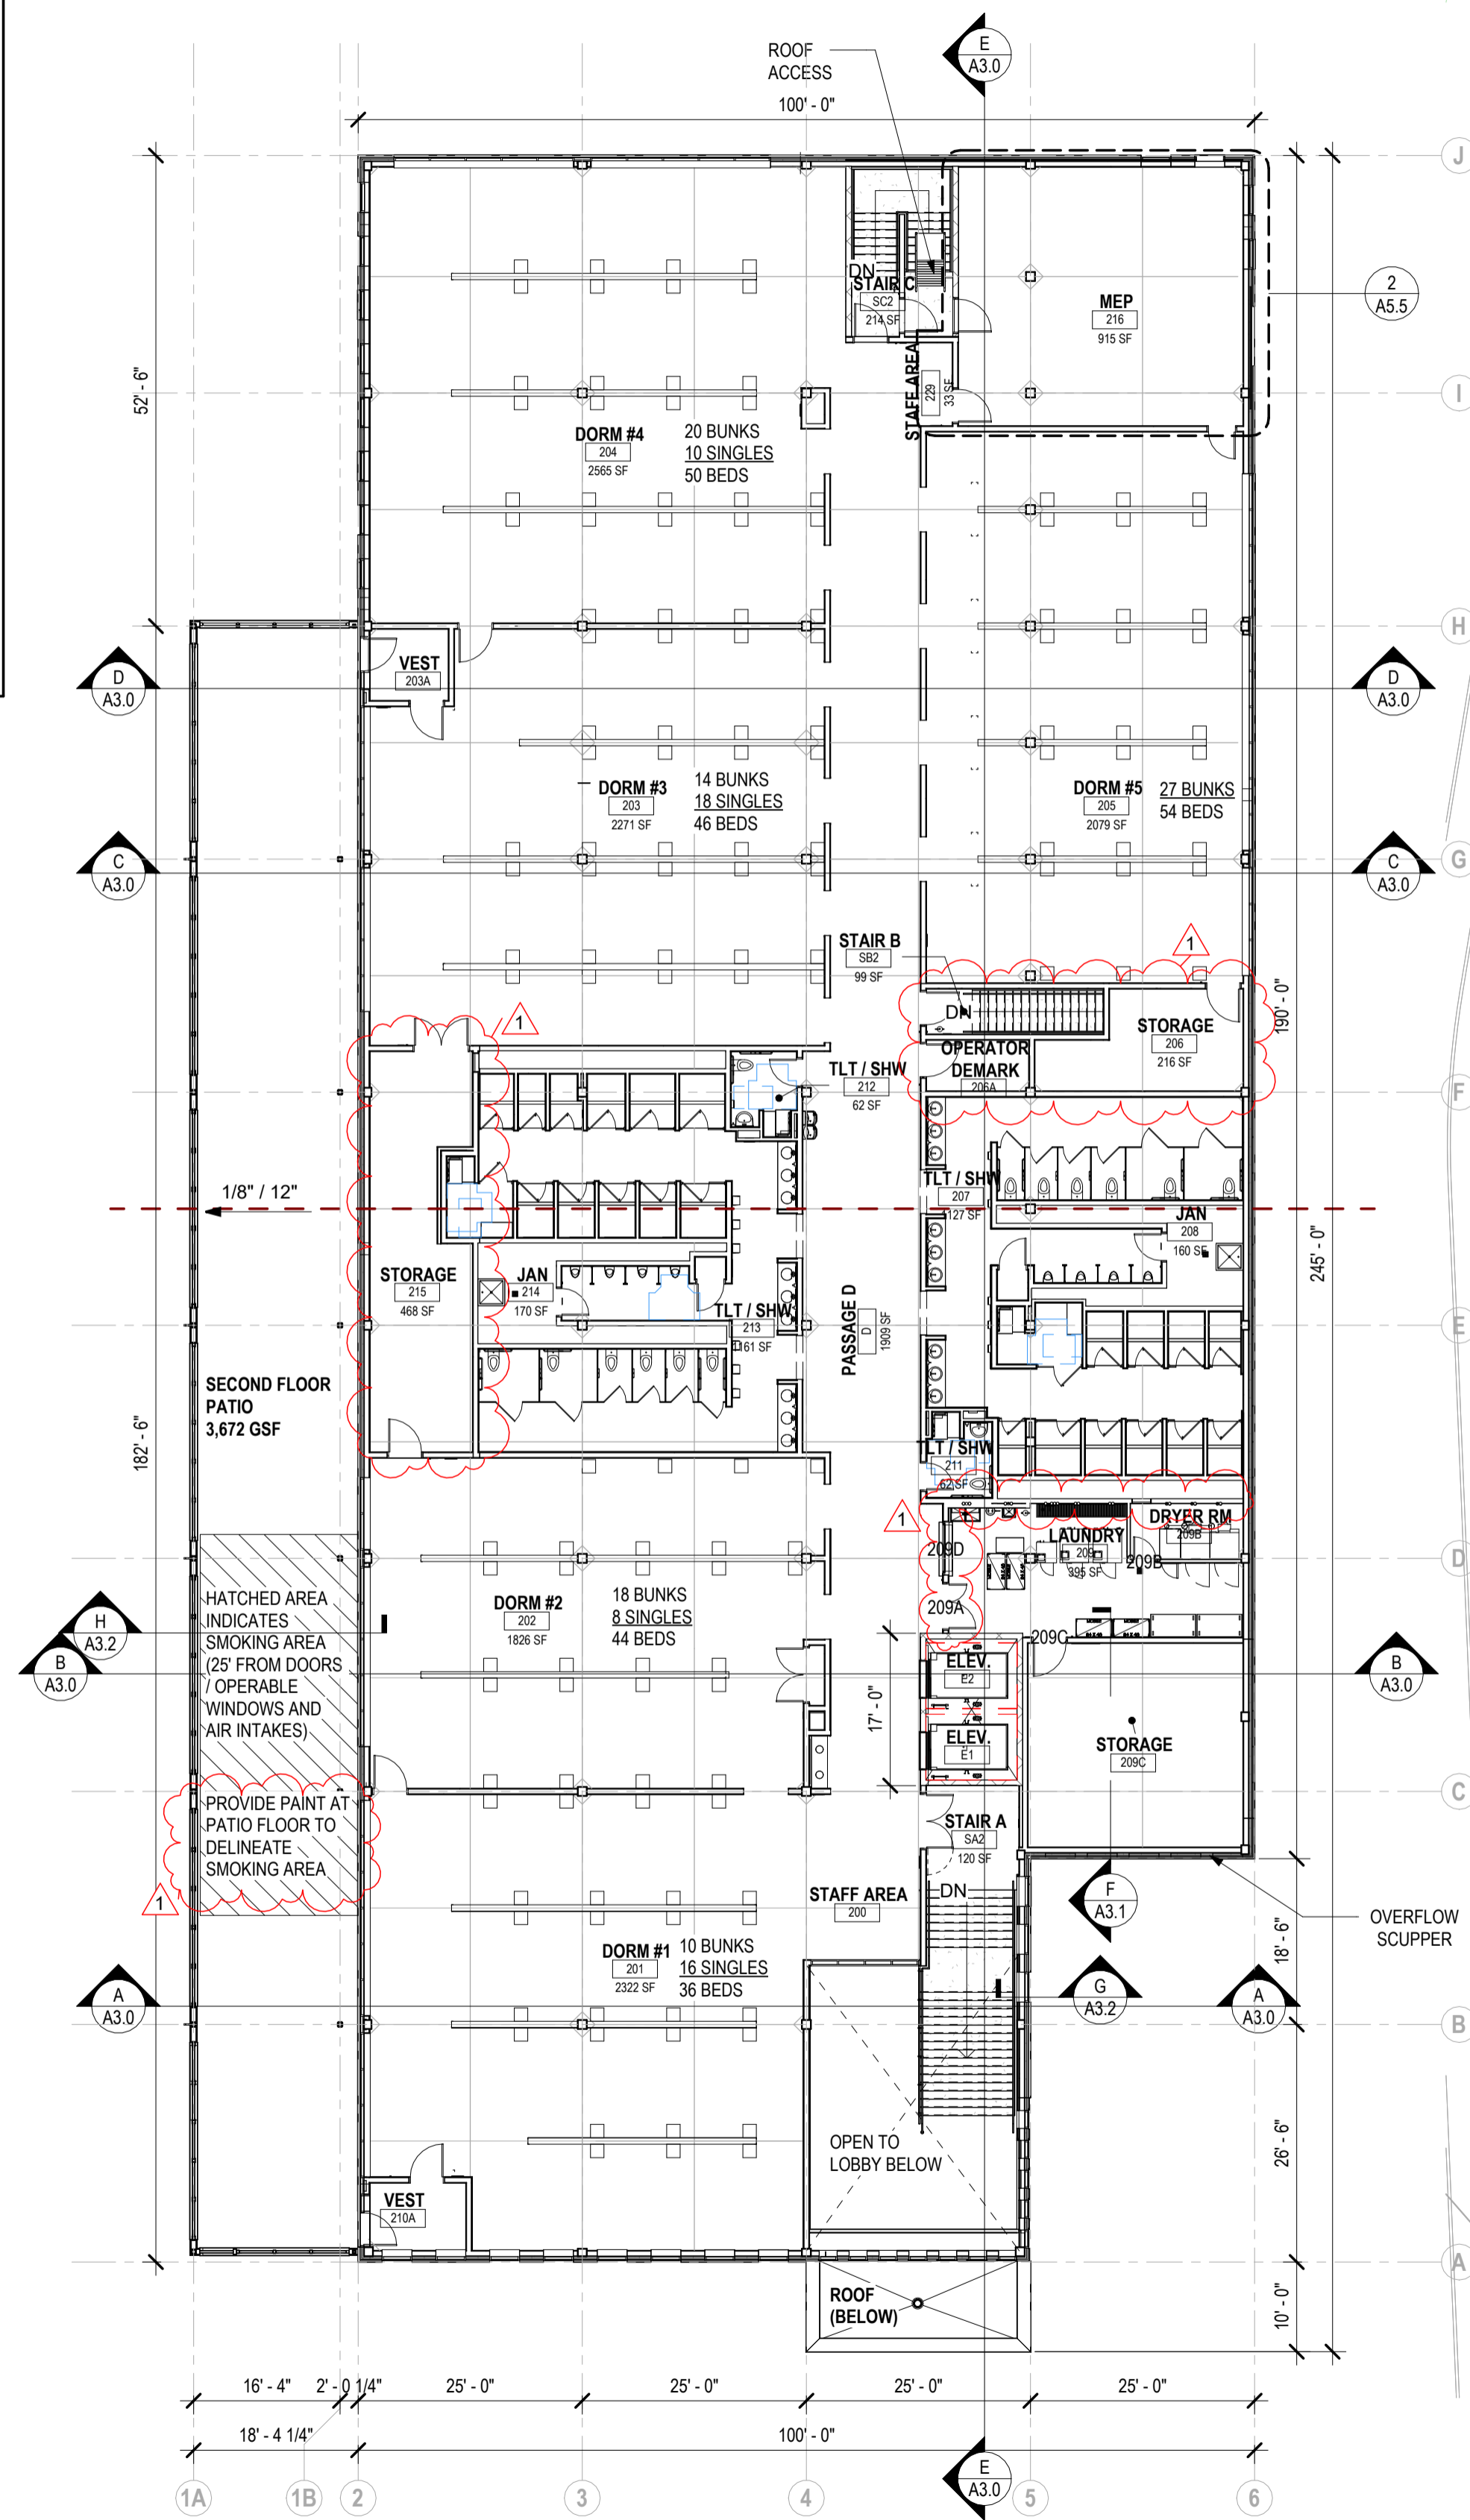 E
A3.0
ROOF
ACCESS
100' - 0"
J
DN
STAIR C
SC2
214 SF
MEP
216
915 SF
2
A5.5
52' - 6"
STAFF AREA
229
33 SF
I
DORM #4
204
2565 SF
20 BUNKS
10 SINGLES
50 BEDS
H
VEST
203A
D
A3.0
D
A3.0
DORM #3
203
2271 SF
14 BUNKS
18 SINGLES
46 BEDS
DORM #5
205
2079 SF
27 BUNKS
54 BEDS
C
A3.0
C
A3.0
G
STAIR B
SB2
99 SF
1
190' - 0"
DN
STORAGE
206
216 SF
1
OPERATOR
DEMARK
206A
TLT / SHW
212
62 SF
F
1/8" / 12"
TLT / SHW
207
1127 SF
JAN
208
160 SF
245' - 0"
STORAGE
215
468 SF
JAN
214
170 SF
TLT / SHW
213
1161 SF
PASSAGE D
D
1909 SF
E
SECOND FLOOR
PATIO
3,672 GSF
182' - 6"
TLT / SHW
211
62 SF
1
DRYER RM
209B
LAUNDRY
209
395 SF
209D
209B
209A
D
HATCHED AREA
INDICATES
SMOKING AREA
(25' FROM DOORS
/ OPERABLE
WINDOWS AND
AIR INTAKES)
DORM #2
202
1826 SF
18 BUNKS
8 SINGLES
44 BEDS
H
A3.2
B
A3.0
B
A3.0
209C
ELEV.
E2
17' - 0"
ELEV.
E1
STORAGE
209C
C
PROVIDE PAINT AT
PATIO FLOOR TO
DELINEATE
SMOKING AREA
1
STAIR A
SA2
120 SF
STAFF AREA
200
DN
F
A3.1
OVERFLOW
SCUPPER
18' - 6"
DORM #1
201
2322 SF
10 BUNKS
16 SINGLES
36 BEDS
A
A3.0
G
A3.2
A
A3.0
B
OPEN TO
LOBBY BELOW
26' - 6"
VEST
210A
A
ROOF
(BELOW)
10' - 0"
16' - 4"
2' - 0 1/4"
25' - 0"
25' - 0"
25' - 0"
25' - 0"
18' - 4 1/4"
100' - 0"
E
A3.0
1A
1B
2
3
4
5
6